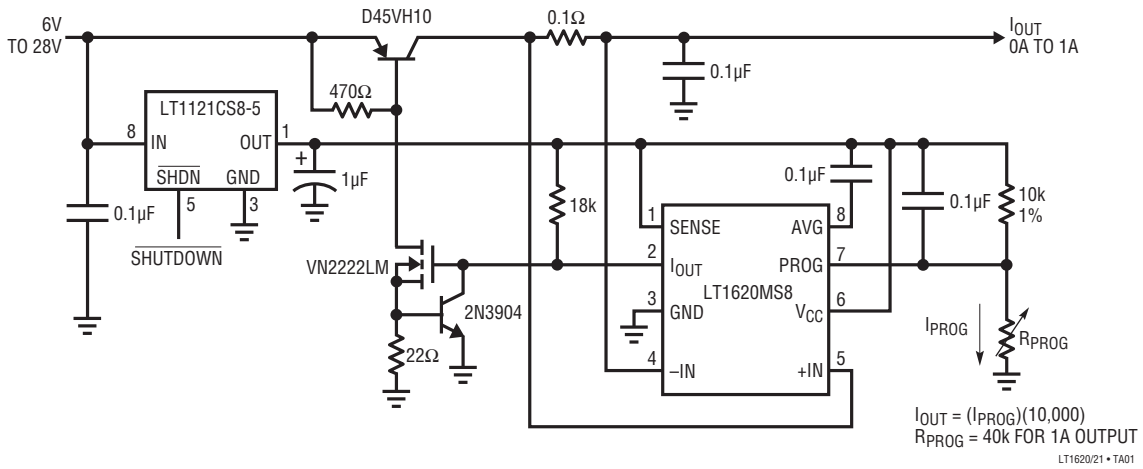 D45VH10
0.1Ω
6V
TO 28V
IOUT
0A TO 1A
0.1µF
470Ω
LT1121CS8-5
8
IN
OUT
1
SHDN
GND
5
3
+
1µF
0.1µF
SHUTDOWN
18k
0.1µF
0.1µF
10k
1%
1
SENSE
AVG
8
VN2222LM
2
IOUT
PROG
7
LT1620MS8
2N3904
3
GND
VCC
6
IPROG
RPROG
22Ω
4
–IN
+IN
5
IOUT = (IPROG)(10,000)
RPROG = 40k FOR 1A OUTPUT
LT1620/21 • TA01